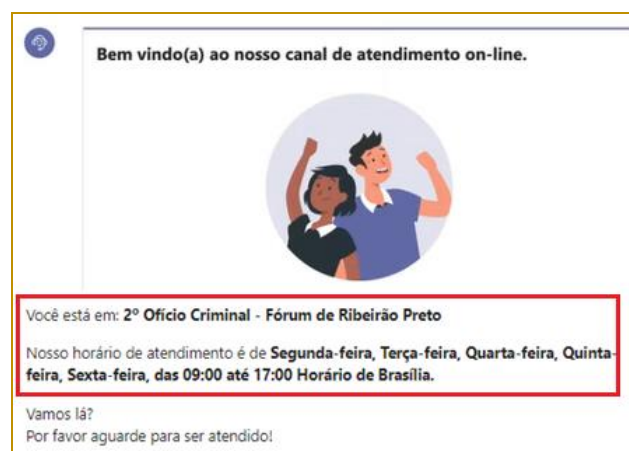 Bem vindo(a) ao nosso canal de atendimento on-line.
Você está em: 2º Ofício Criminal - Fórum de Ribeirão Preto
Nosso horário de atendimento é de Segunda-feira, Terça-feira, Quarta-feira, Quinta-
feira, Sexta-feira, das 09:00 até 17:00 Horário de Brasília.
Vamos lá?
Por favor aguarde para ser atendido!